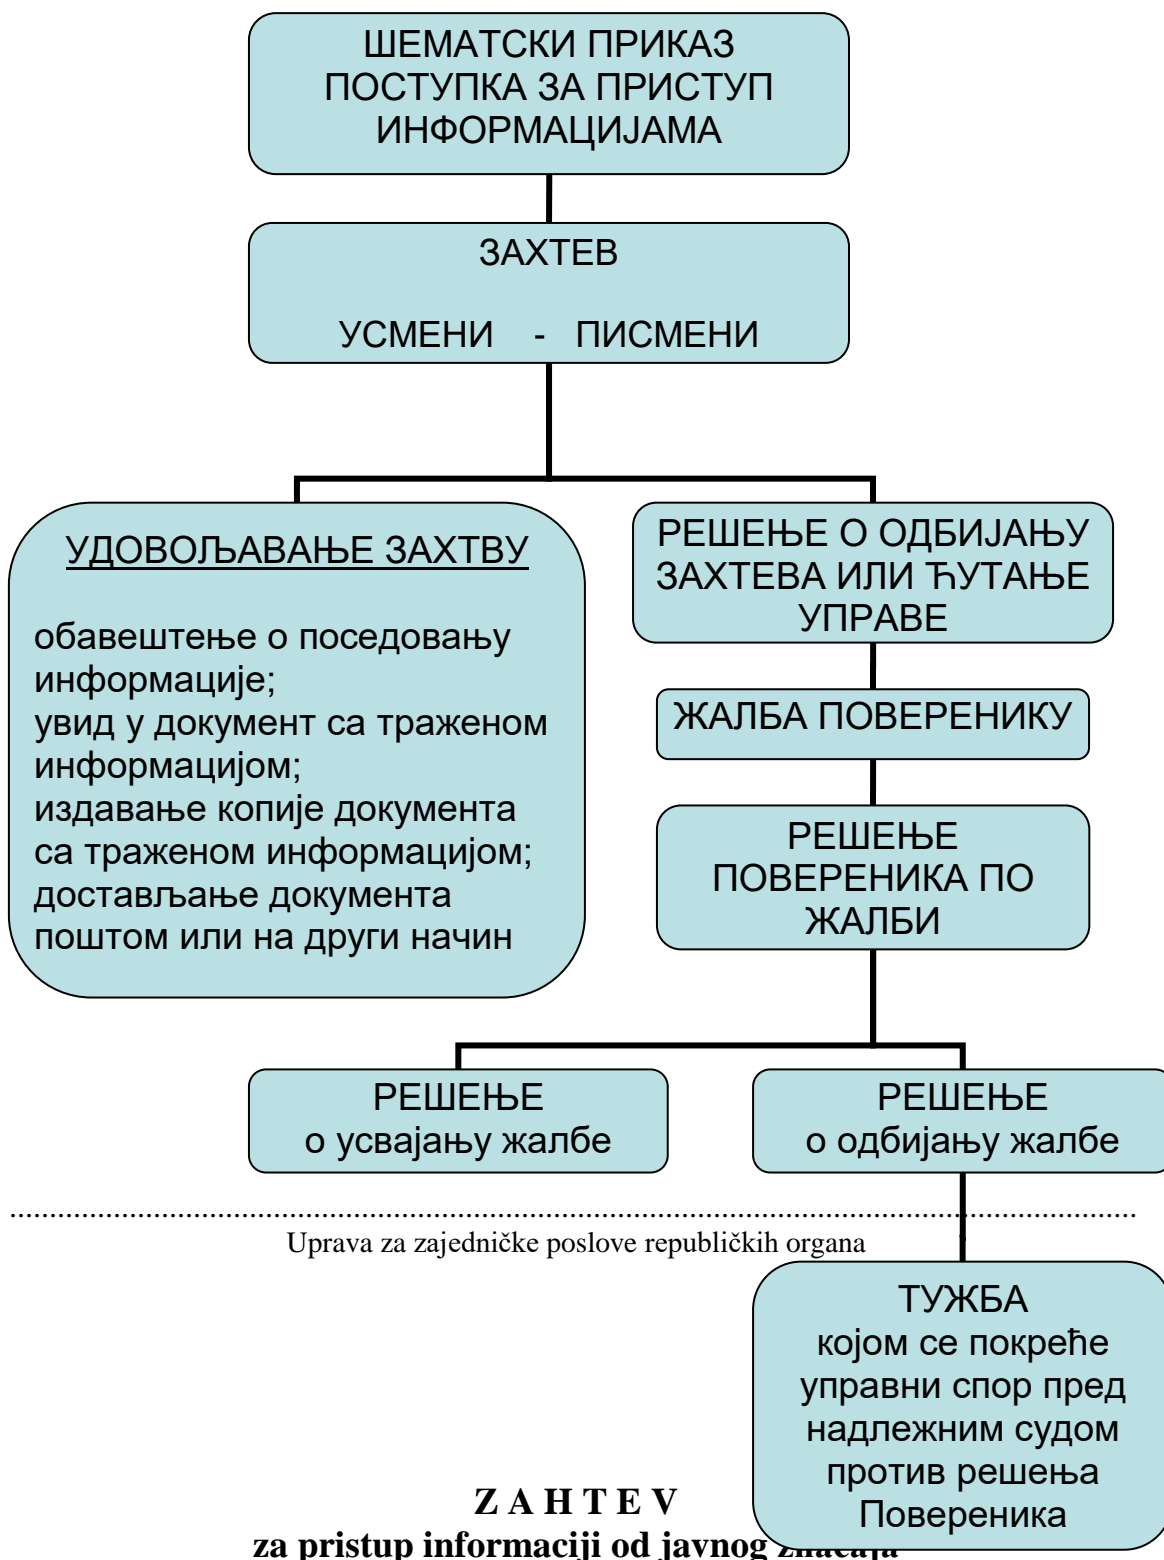 ШЕМАТСКИ ПРИКАЗ
ПОСТУПКА ЗА ПРИСТУП
ИНФОРМАЦИЈАМА
ЗАХТЕВ
УСМЕНИ - ПИСМЕНИ
УДОВОЉАВАЊЕ ЗАХТВУ
обавештење о поседовању
информације;
увид у документ са траженом
информацијом;
издавање копије документа
са траженом информацијом;
достављање документа
поштом или на други начин
РЕШЕЊЕ О ОДБИЈАЊУ
ЗАХТЕВА ИЛИ ЋУТАЊЕ
УПРАВЕ
ЖАЛБА ПОВЕРЕНИКУ
РЕШЕЊЕ
ПОВЕРЕНИКА ПО
ЖАЛБИ
РЕШЕЊЕ
о усвајању жалбе
РЕШЕЊЕ
о одбијању жалбе
Uprava za zajedničke poslove republičkih organa
ТУЖБА
којом се покреће
управни спор пред
надлежним судом
против решења
Повереника
Z A H T E V
za pristup informaciji od javnog značaja